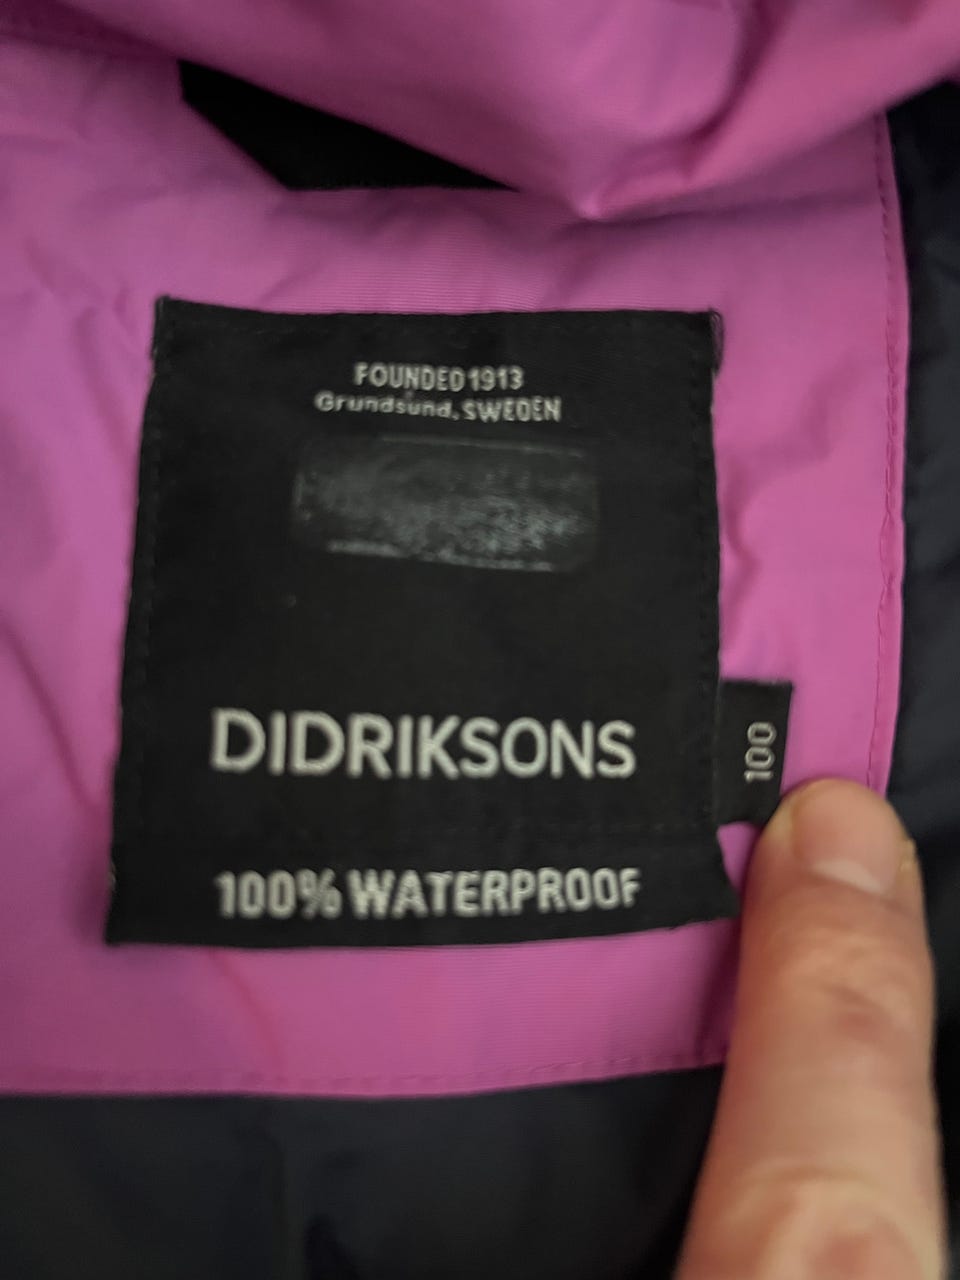 FOUNDED 1913
Grundsund, SWEDEN
DIDRIKSONS
100
100% WATERPROOF